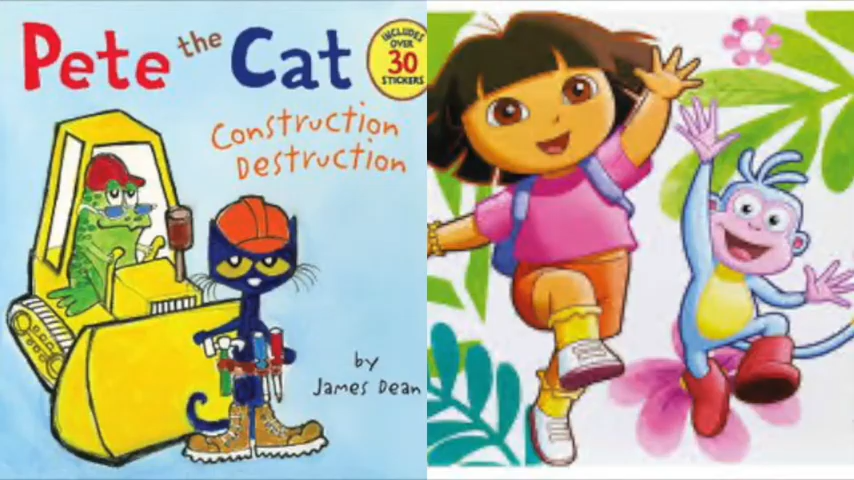 Pete the Cat
INCLUDES
OVER
30
STICKERS
Construction
Destruction
by
James Dean